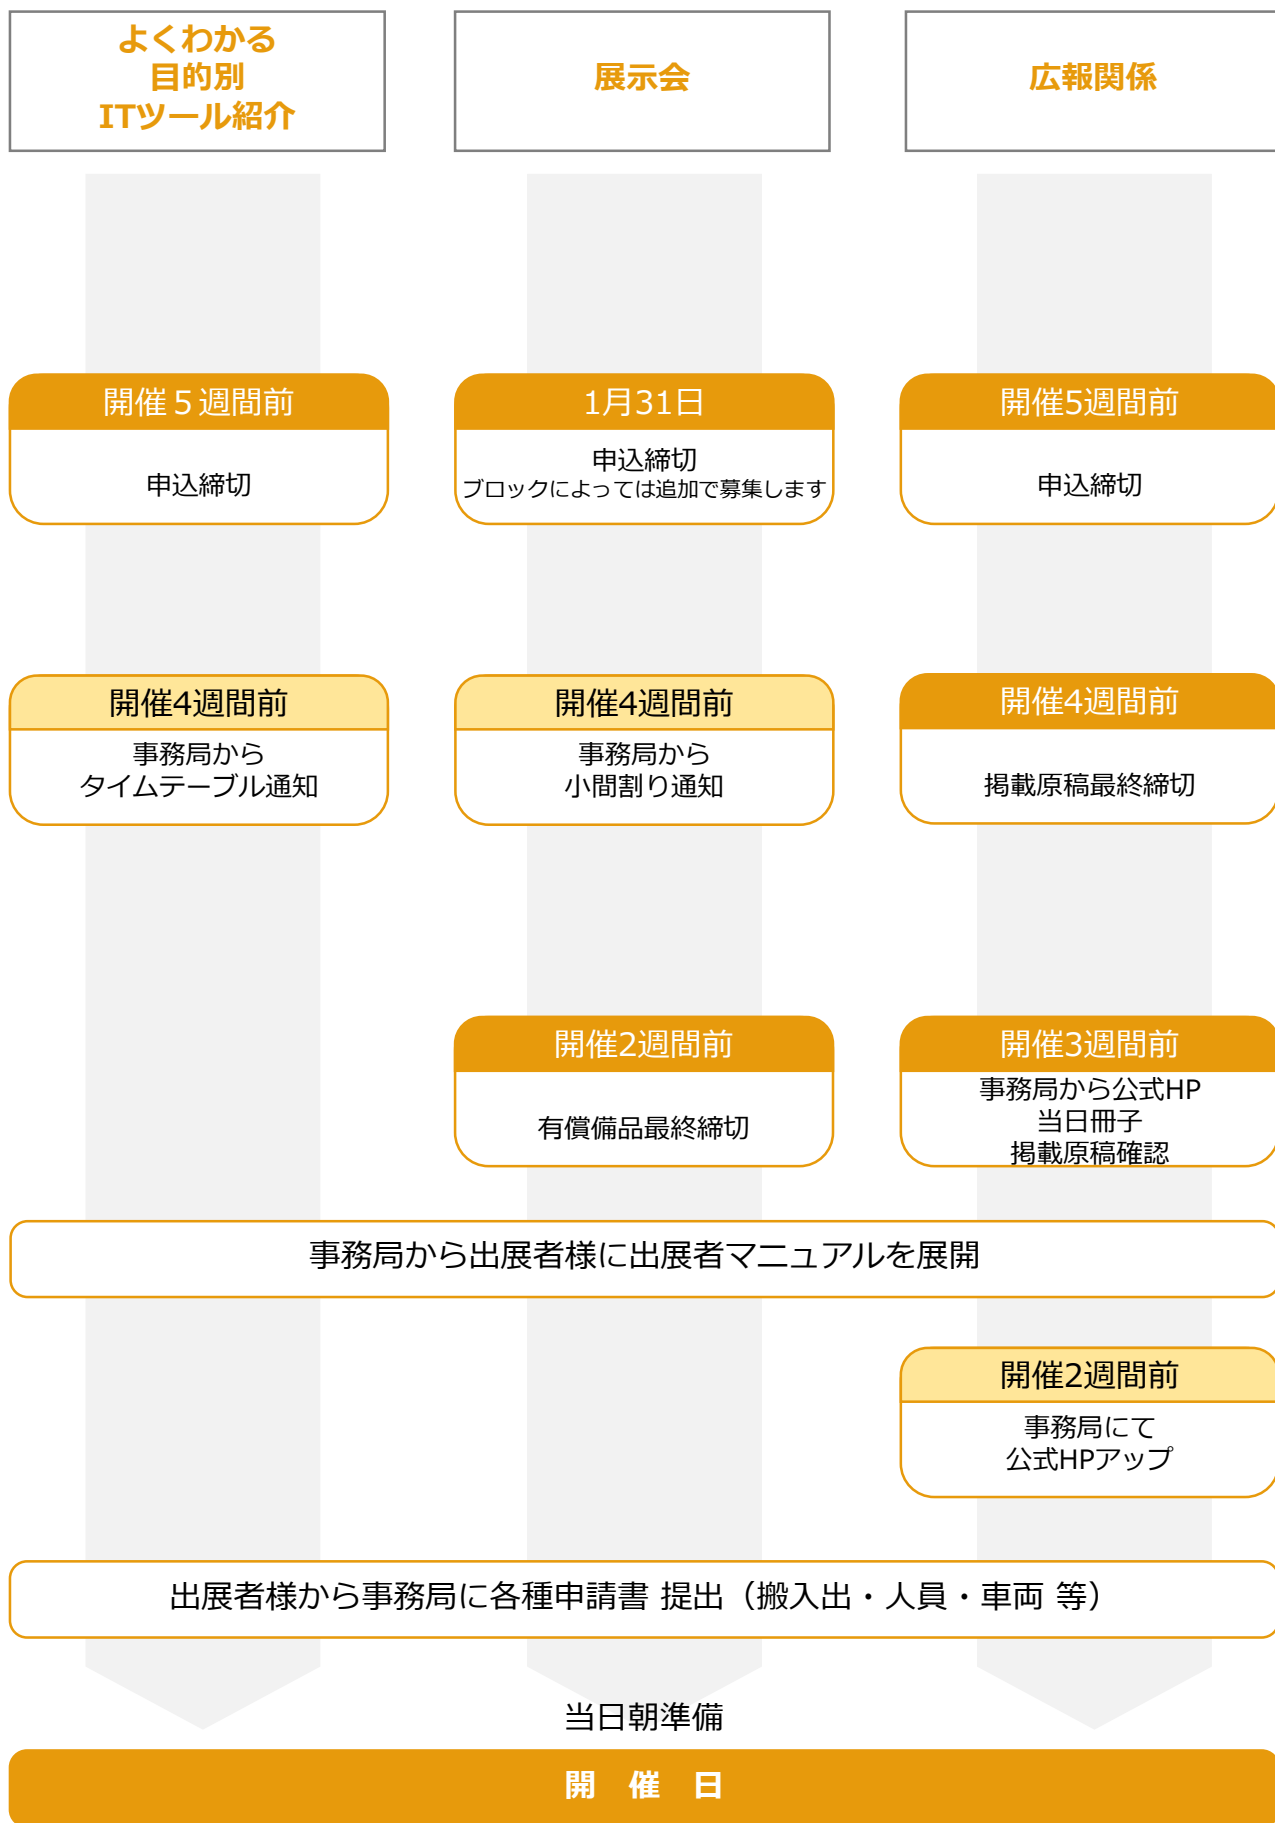 よくわかる
目的別
ITツール紹介
展示会
広報関係
開催５週間前
申込締切
1月31日
申込締切
ブロックによっては追加で募集します
開催5週間前
申込締切
開催4週間前
事務局から
タイムテーブル通知
開催4週間前
事務局から
小間割り通知
開催4週間前
掲載原稿最終締切
開催2週間前
有償備品最終締切
開催3週間前
事務局から公式HP
当日冊子
掲載原稿確認
事務局から出展者様に出展者マニュアルを展開
開催2週間前
事務局にて
公式HPアップ
出展者様から事務局に各種申請書 提出（搬入出・人員・車両 等）
当日朝準備
開　催　日